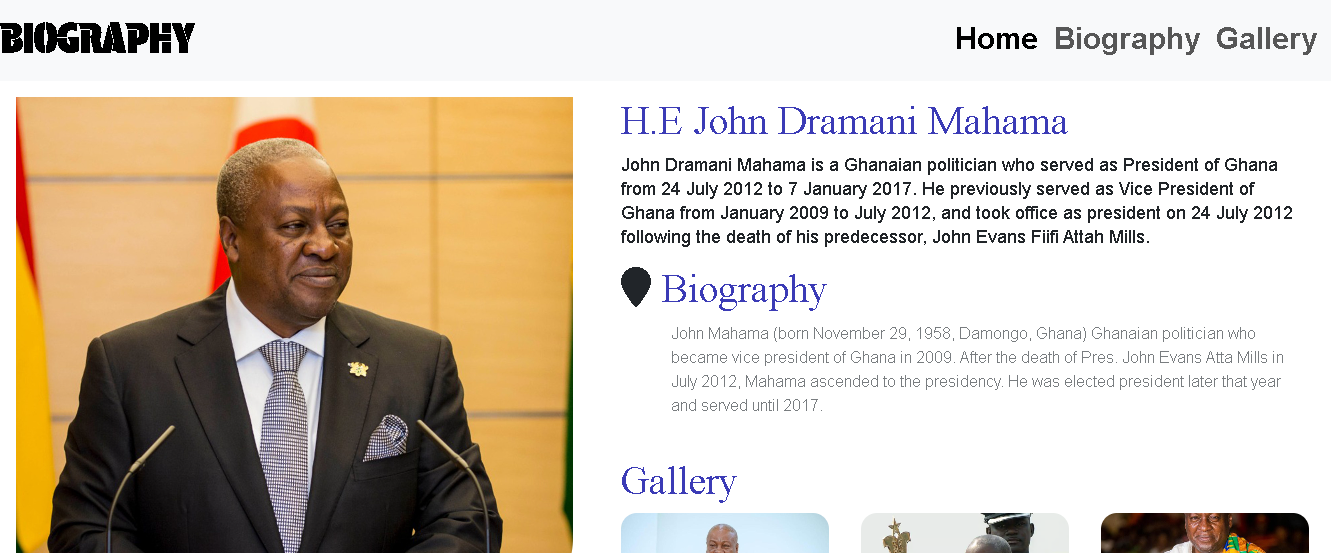 BIOGRAPHY
Home Biography Gallery
H.E John Dramani Mahama
John Dramani Mahama is a Ghanaian politician who served as President of Ghana
from 24 July 2012 to 7 January 2017. He previously served as Vice President of
Ghana from January 2009 to July 2012, and took office as president on 24 July 2012
following the death of his predecessor, John Evans Fiifi Attah Mills.
Biography
John Mahama (born November 29, 1958, Damongo, Ghana) Ghanaian politician who
became vice president of Ghana in 2009. After the death of Pres. John Evans Atta Mills in
July 2012, Mahama ascended to the presidency. He was elected president later that year
and served until 2017.
Gallery